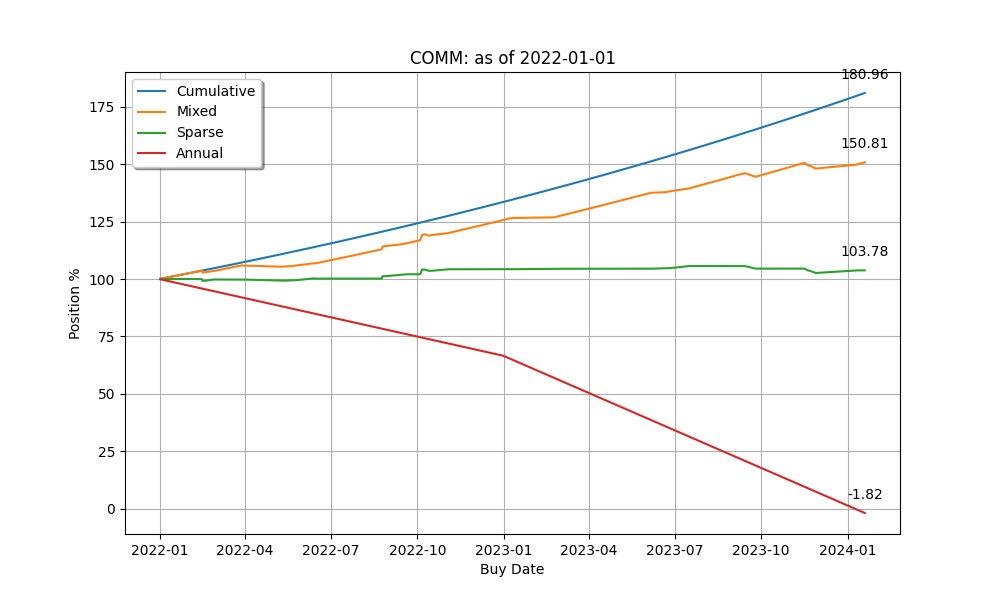 COMM: as of 2022-01-01
180.96
Cumulative
Mixed
Sparse
Annual
150.81
103.78
-1.82
Position %
175
150
125
100
75
50
25
0
2022-01 2022-04 2022-07 2022-10 2023-01 2023-04 2023-07 2023-10 2024-01
Buy Date